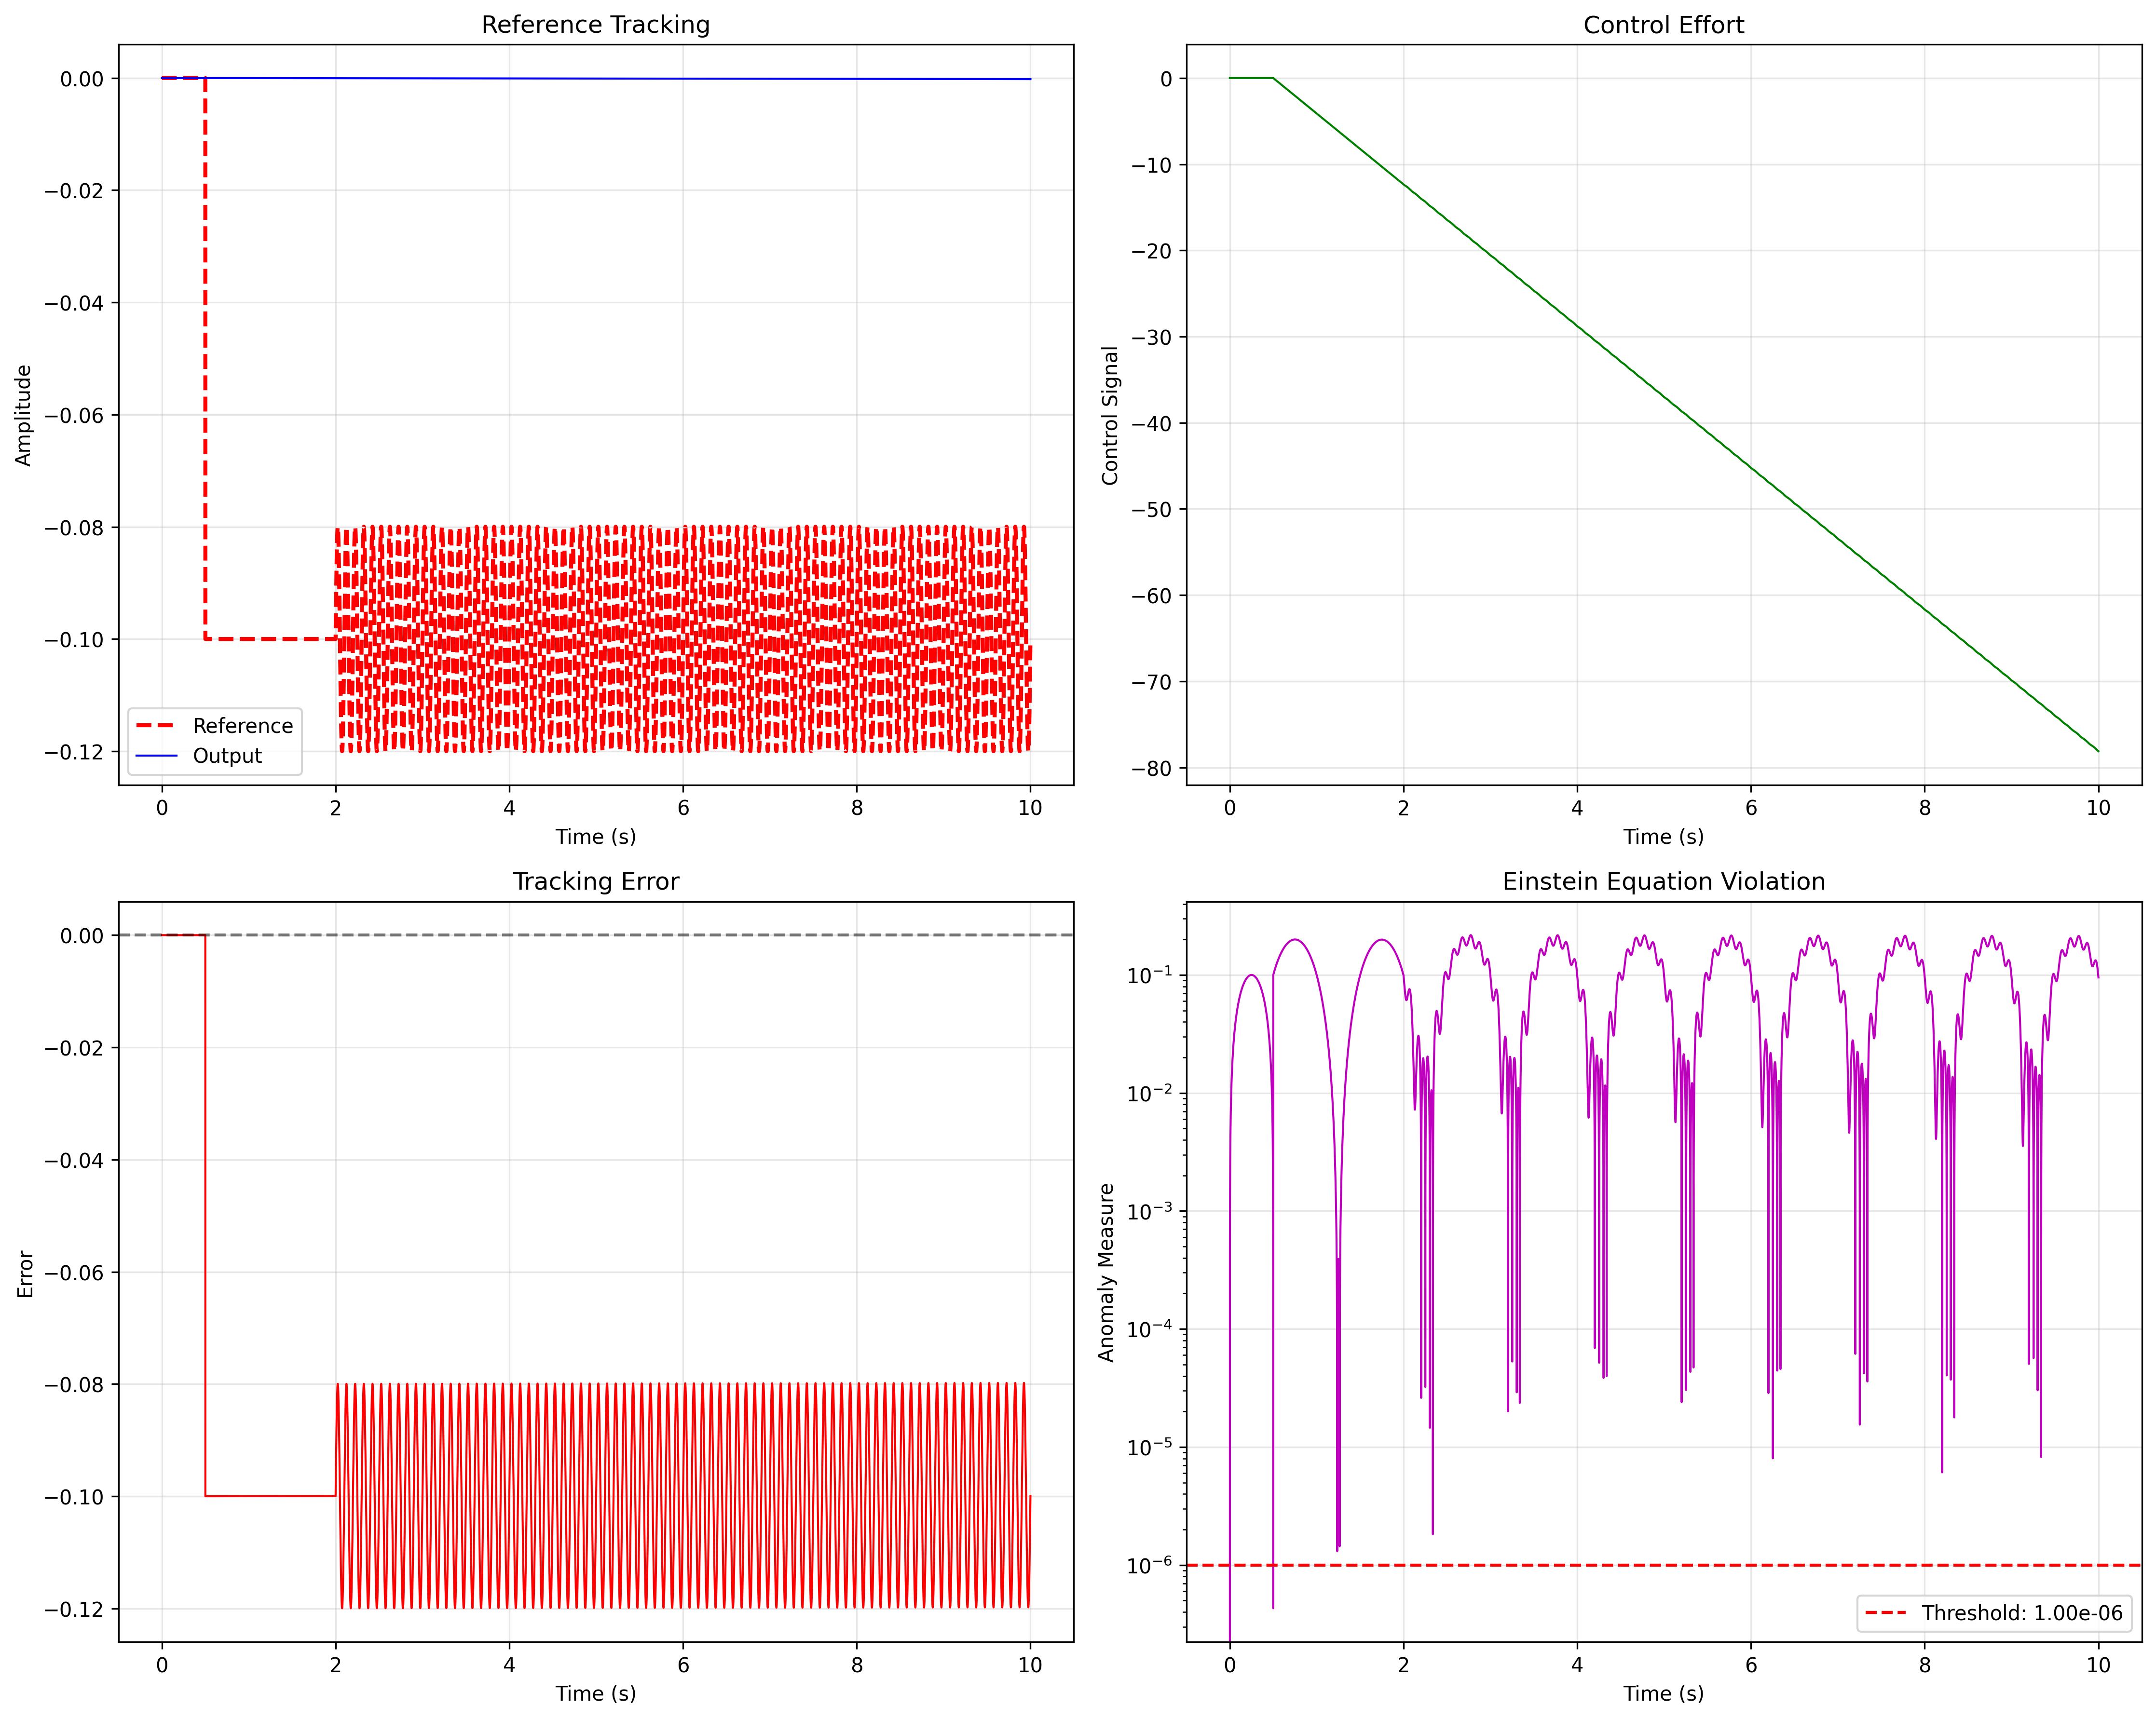 Reference Tracking
0.00
−0.02
−0.04
−0.06
−0.08
−0.10
−0.12
Amplitude
Reference
Output
0 2 4 6 8 10
Time (s)
Control Effort
0
−10
−20
−30
−40
−50
−60
−70
−80
Control Signal
0 2 4 6 8 10
Time (s)
Tracking Error
0.00
−0.02
−0.04
−0.06
−0.08
−0.10
−0.12
Error
0 2 4 6 8 10
Time (s)
Einstein Equation Violation
10⁻¹
10⁻²
10⁻³
10⁻⁴
10⁻⁵
10⁻⁶
Anomaly Measure
Threshold: 1.00e-06
0 2 4 6 8 10
Time (s)